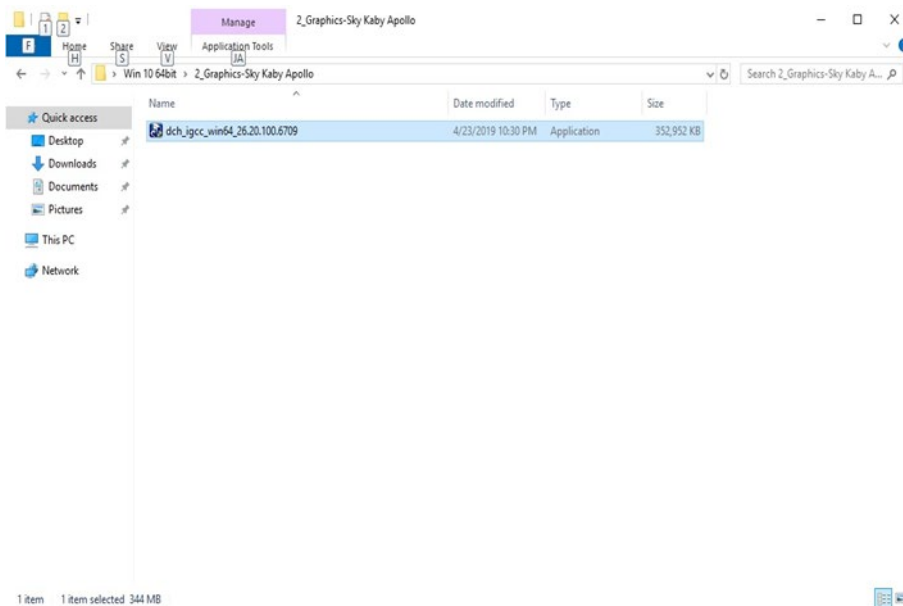 1 2 Manage 2_Graphics-Sky Kaby Apollo
F Home Share View Application Tools
H S V JA
Win 10 64bit > 2_Graphics-Sky Kaby Apollo Search 2_Graphics-Sky Kaby A...
Name Date modified Type Size
Quick access
dch_igcc_win64_26.20.100.6709 4/23/2019 10:30 PM Application 352,952 KB
Desktop
Downloads
Documents
Pictures
This PC
Network
1 item 1 item selected 344 MB